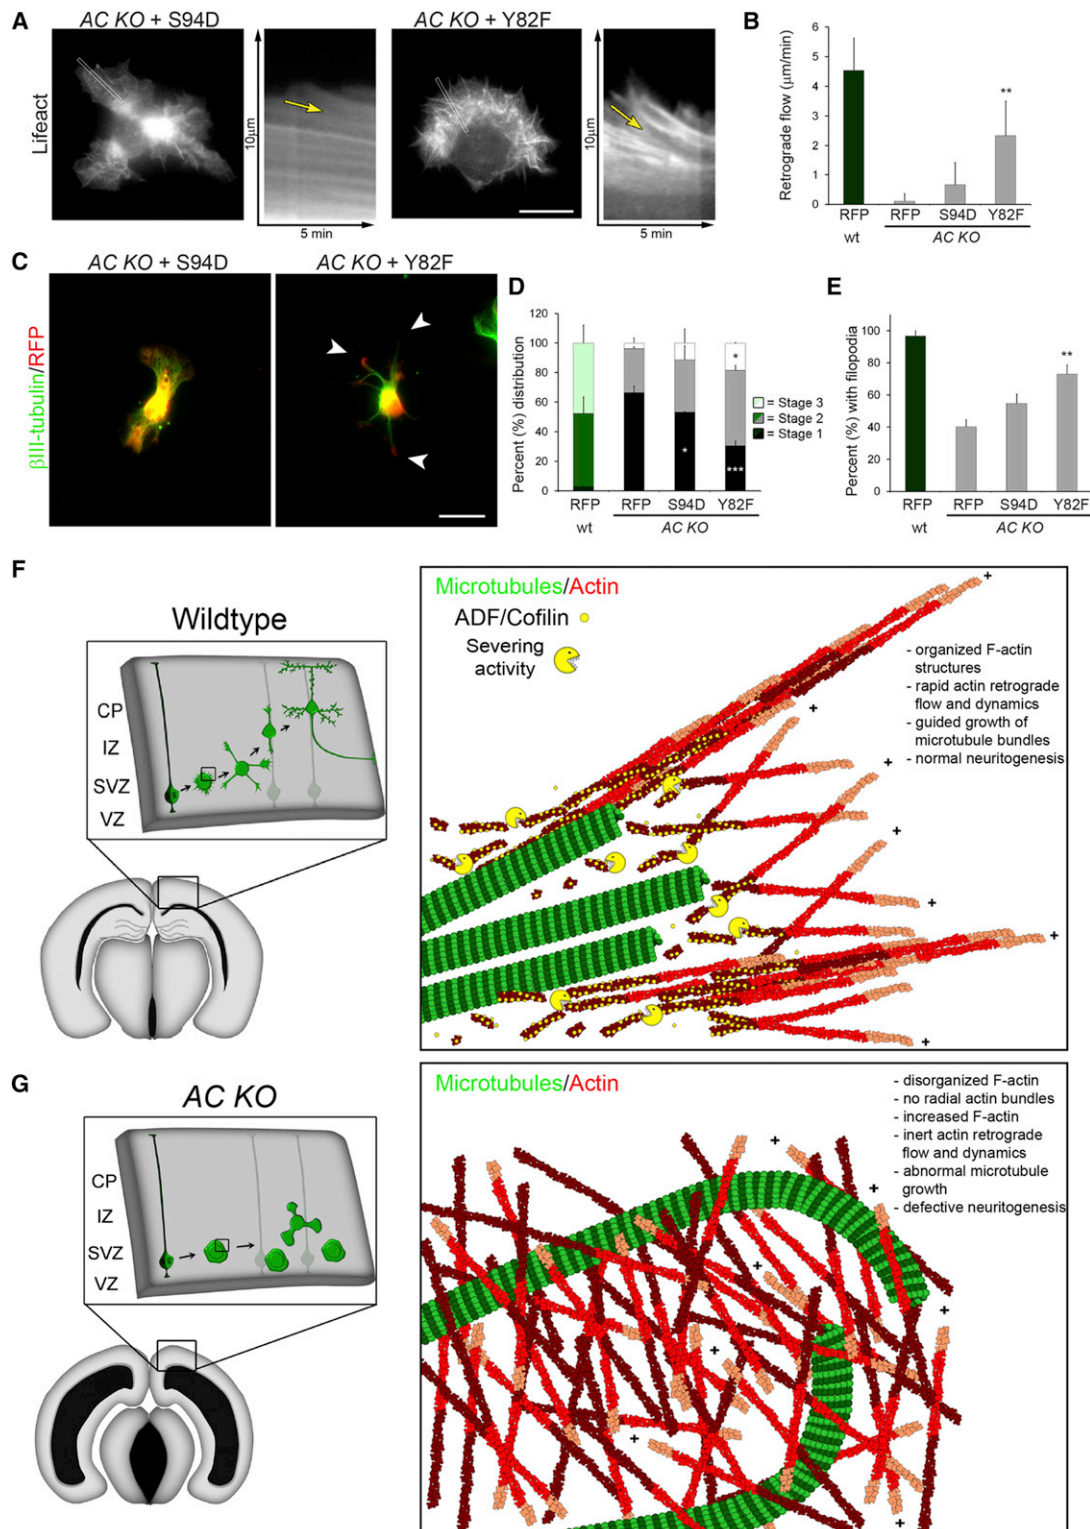 A
AC KO + S94D
AC KO + Y82F
Lifeact
10μm
5 min
10μm
5 min
B
Retrograde flow (μm/min)
6
5
4
3
2
1
0
**
RFP
RFP
S94D
Y82F
wt
AC KO
C
AC KO + S94D
AC KO + Y82F
βIII-tubulin/RFP
D
Percent (%) distribution
120
100
80
60
40
20
0
*
*
***
= Stage 3
= Stage 2
= Stage 1
RFP
RFP
S94D
Y82F
wt
AC KO
E
Percent (%) with filopodia
100
80
60
40
20
0
**
RFP
RFP
S94D
Y82F
wt
AC KO
F
Wildtype
CP
IZ
SVZ
VZ
Microtubules/Actin
ADF/Cofilin
Severing
activity
- organized F-actin
structures
- rapid actin retrograde
flow and dynamics
- guided growth of
microtubule bundles
- normal neuritogenesis
+
+
+
+
+
+
+
G
AC KO
CP
IZ
SVZ
VZ
Microtubules/Actin
- disorganized F-actin
- no radial actin bundles
- increased F-actin
- inert actin retrograde
flow and dynamics
- abnormal microtubule
growth
- defective neuritogenesis
+
+
+
+
+
+
+
+